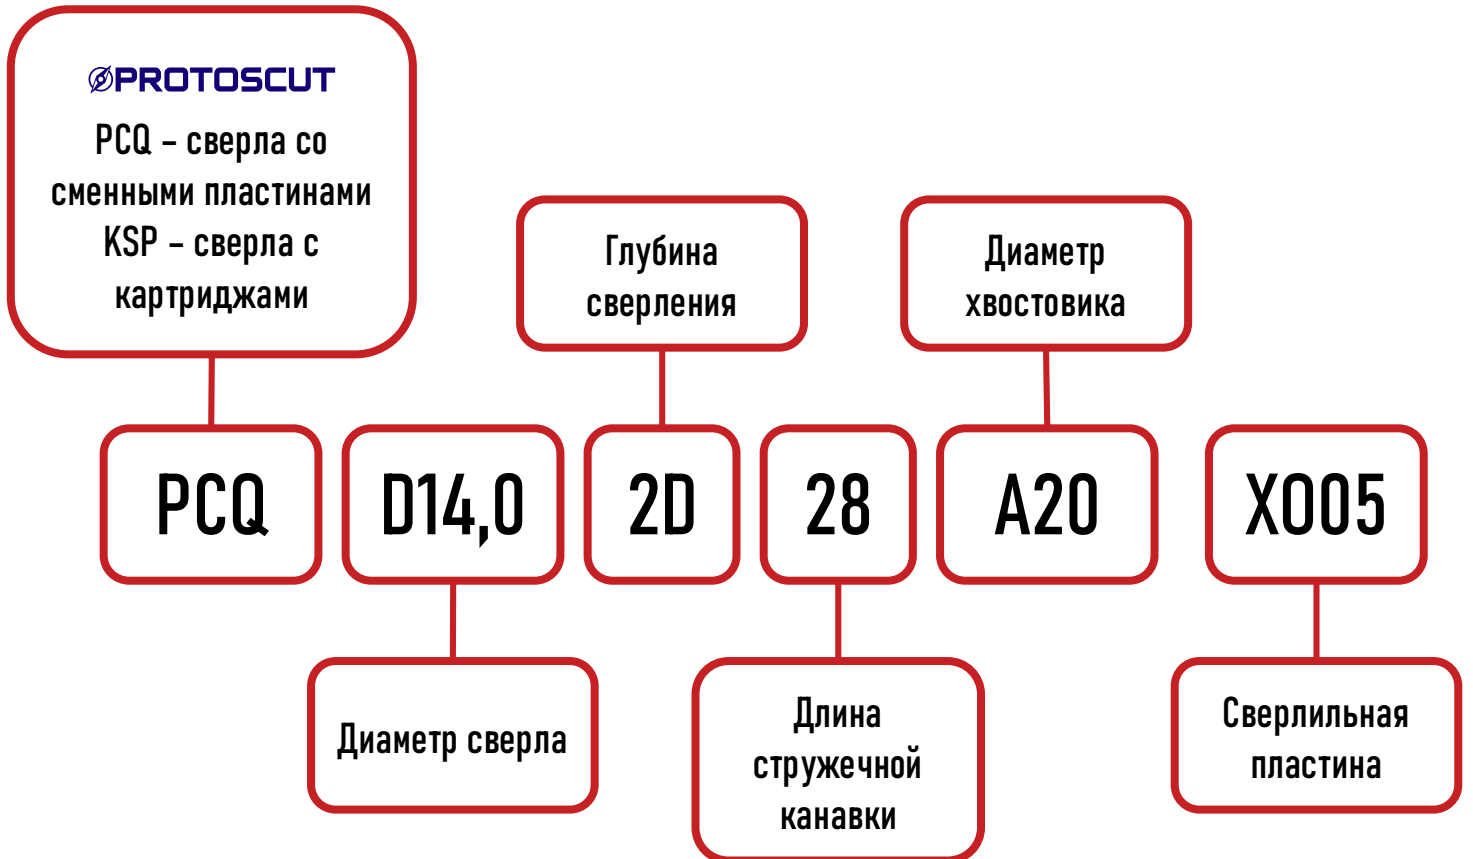 PROTOSCUT
PCQ – сверла со
сменными пластинами
KSP – сверла с
картриджами
Глубина
сверления
Диаметр
хвостовика
PCQ
D14,0
2D
28
A20
XO05
Диаметр сверла
Длина
стружечной
канавки
Сверлильная
пластина